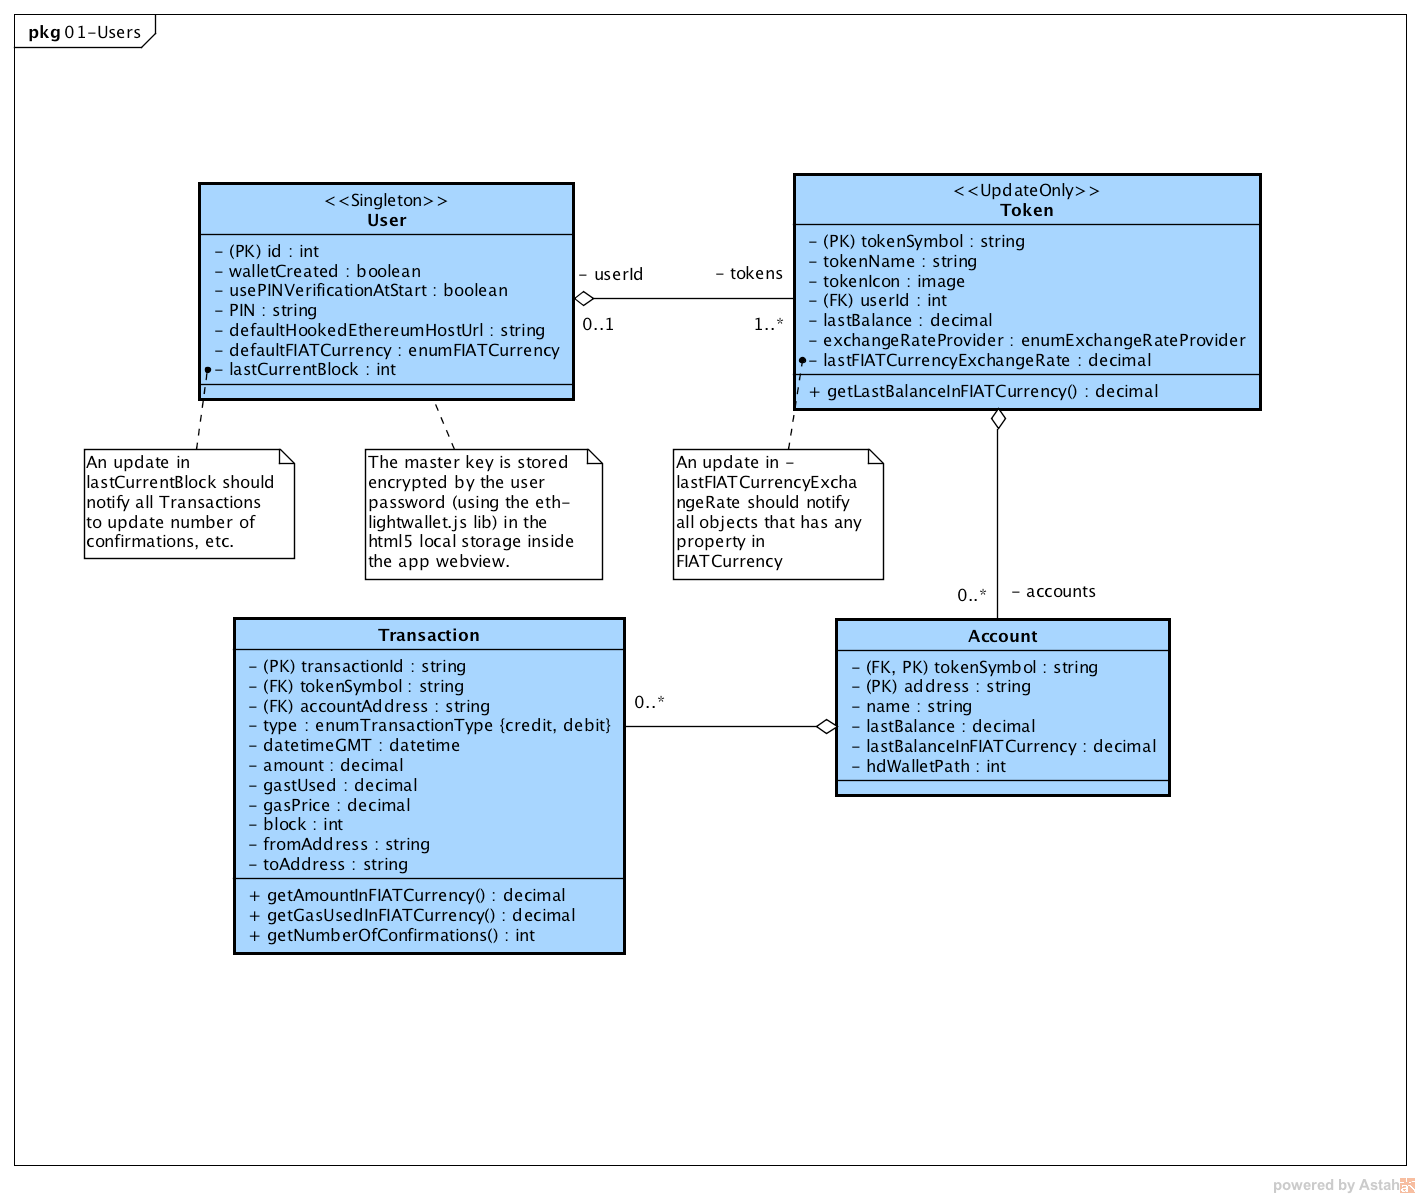 pkg 01-Users
<<Singleton>>
User
- (PK) id : int
- walletCreated : boolean
- usePINVerificationAtStart : boolean
- PIN : string
- defaultHookedEthereumHostUrl : string
- defaultFIATCurrency : enumFIATCurrency
- lastCurrentBlock : int
- userId
0..1
- tokens
1..*
<<UpdateOnly>>
Token
- (PK) tokenSymbol : string
- tokenName : string
- tokenIcon : image
- (FK) userId : int
- lastBalance : decimal
- exchangeRateProvider : enumExchangeRateProvider
- lastFIATCurrencyExchangeRate : decimal
+ getLastBalanceInFIATCurrency() : decimal
An update in
lastCurrentBlock should
notify all Transactions
to update number of
confirmations, etc.
The master key is stored
encrypted by the user
password (using the eth-
lightwallet.js lib) in the
html5 local storage inside
the app webview.
An update in -
lastFIATCurrencyExcha
ngeRate should notify
all objects that has any
property in
FIATCurrency
0..*
- accounts
Transaction
- (PK) transactionId : string
- (FK) tokenSymbol : string
- (FK) accountAddress : string
- type : enumTransactionType {credit, debit}
- datetimeGMT : datetime
- amount : decimal
- gastUsed : decimal
- gasPrice : decimal
- block : int
- fromAddress : string
- toAddress : string
+ getAmountInFIATCurrency() : decimal
+ getGasUsedInFIATCurrency() : decimal
+ getNumberOfConfirmations() : int
0..*
Account
- (FK, PK) tokenSymbol : string
- (PK) address : string
- name : string
- lastBalance : decimal
- lastBalanceInFIATCurrency : decimal
- hdWalletPath : int
powered by Astah